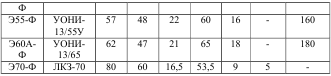 Ф
Э55-Ф УОНИ-13/55У 57 48 22 60 16 - 160
Э60А-Ф УОНИ-13/65 62 47 21 65 18 - 180
Э70-Ф ЛКЗ-70 80 60 16,5 53,5 9 5 -